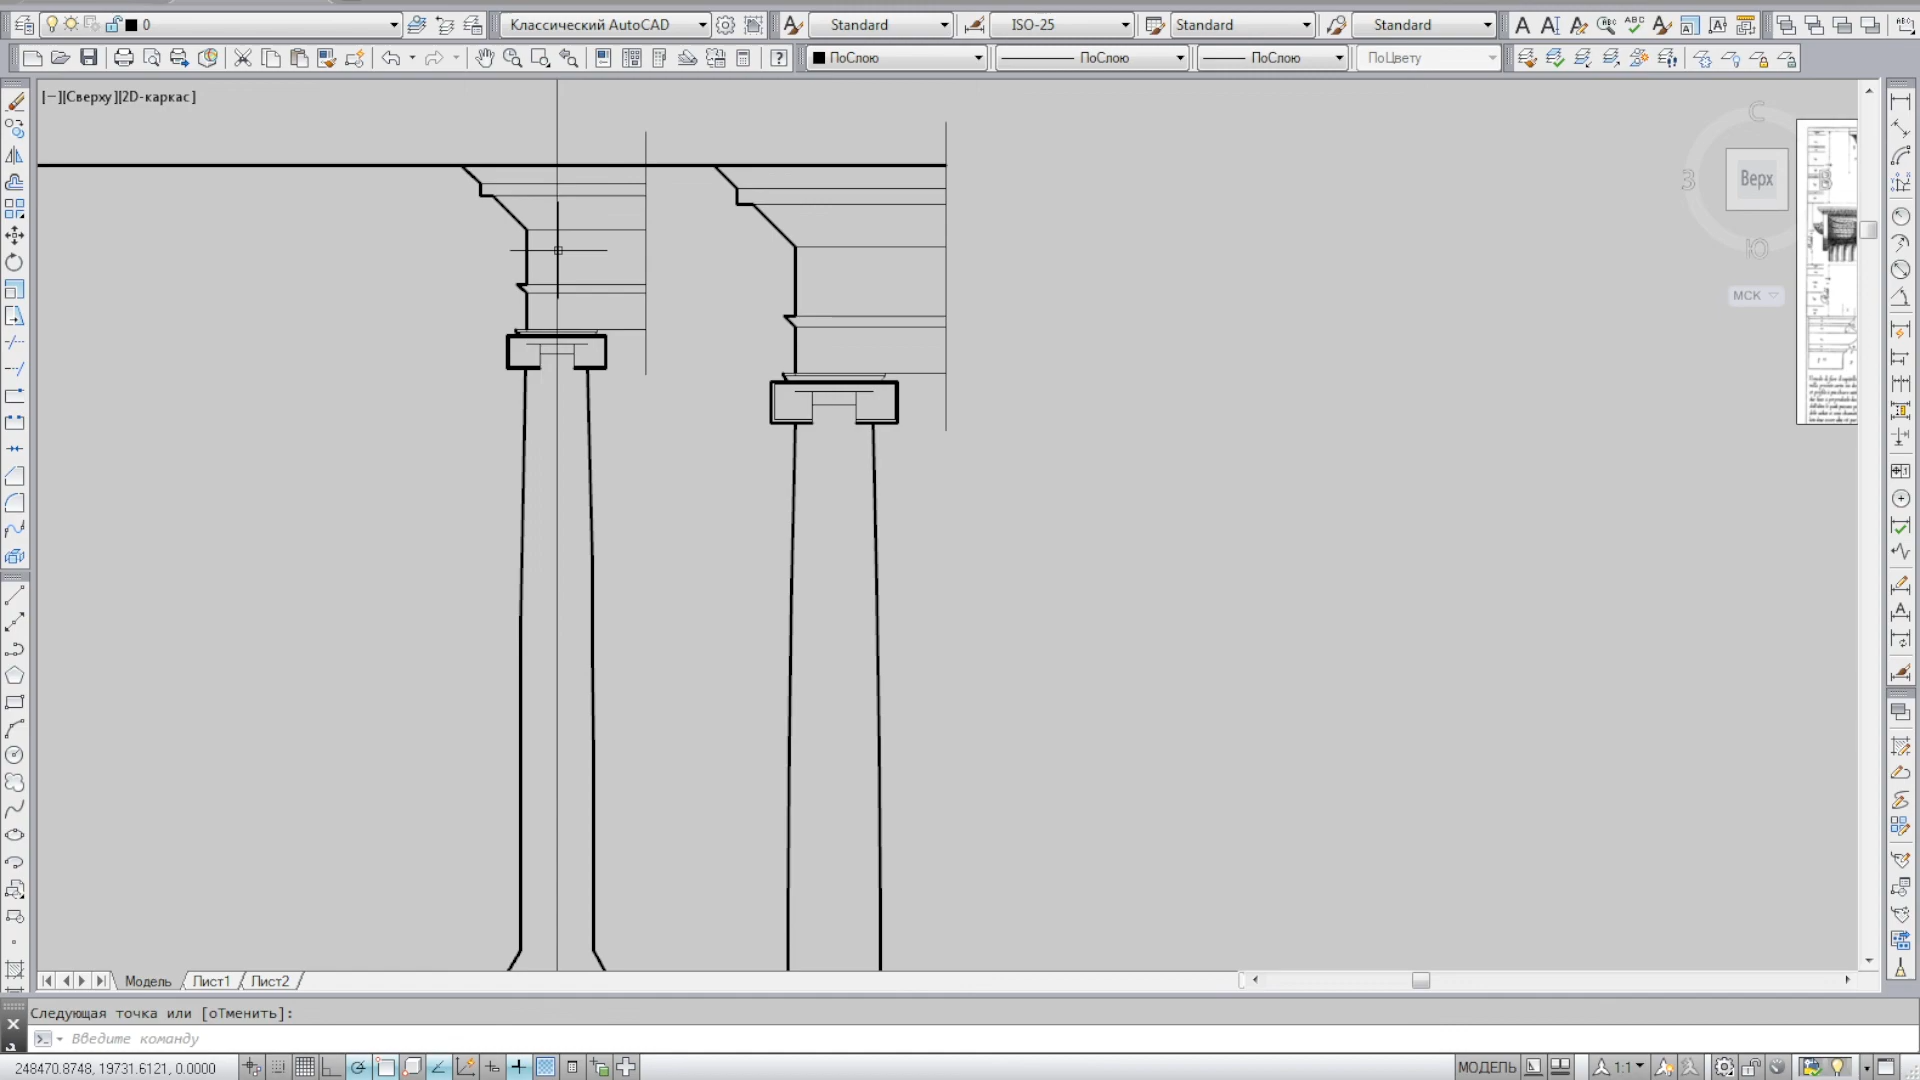 0
Классический AutoCAD
Standard
ISO-25
Standard
Standard
ПоСлою
ПоСлою
ПоСлою
ПоЦвету
[−][Сверху][2D-каркас]
С
З
Верх
В
Ю
МСК
Модель
Лист1
Лист2
Следующая точка или [оТменить]:
Введите команду
248470.8748, 19731.6121, 0.0000
МОДЕЛЬ
1:1